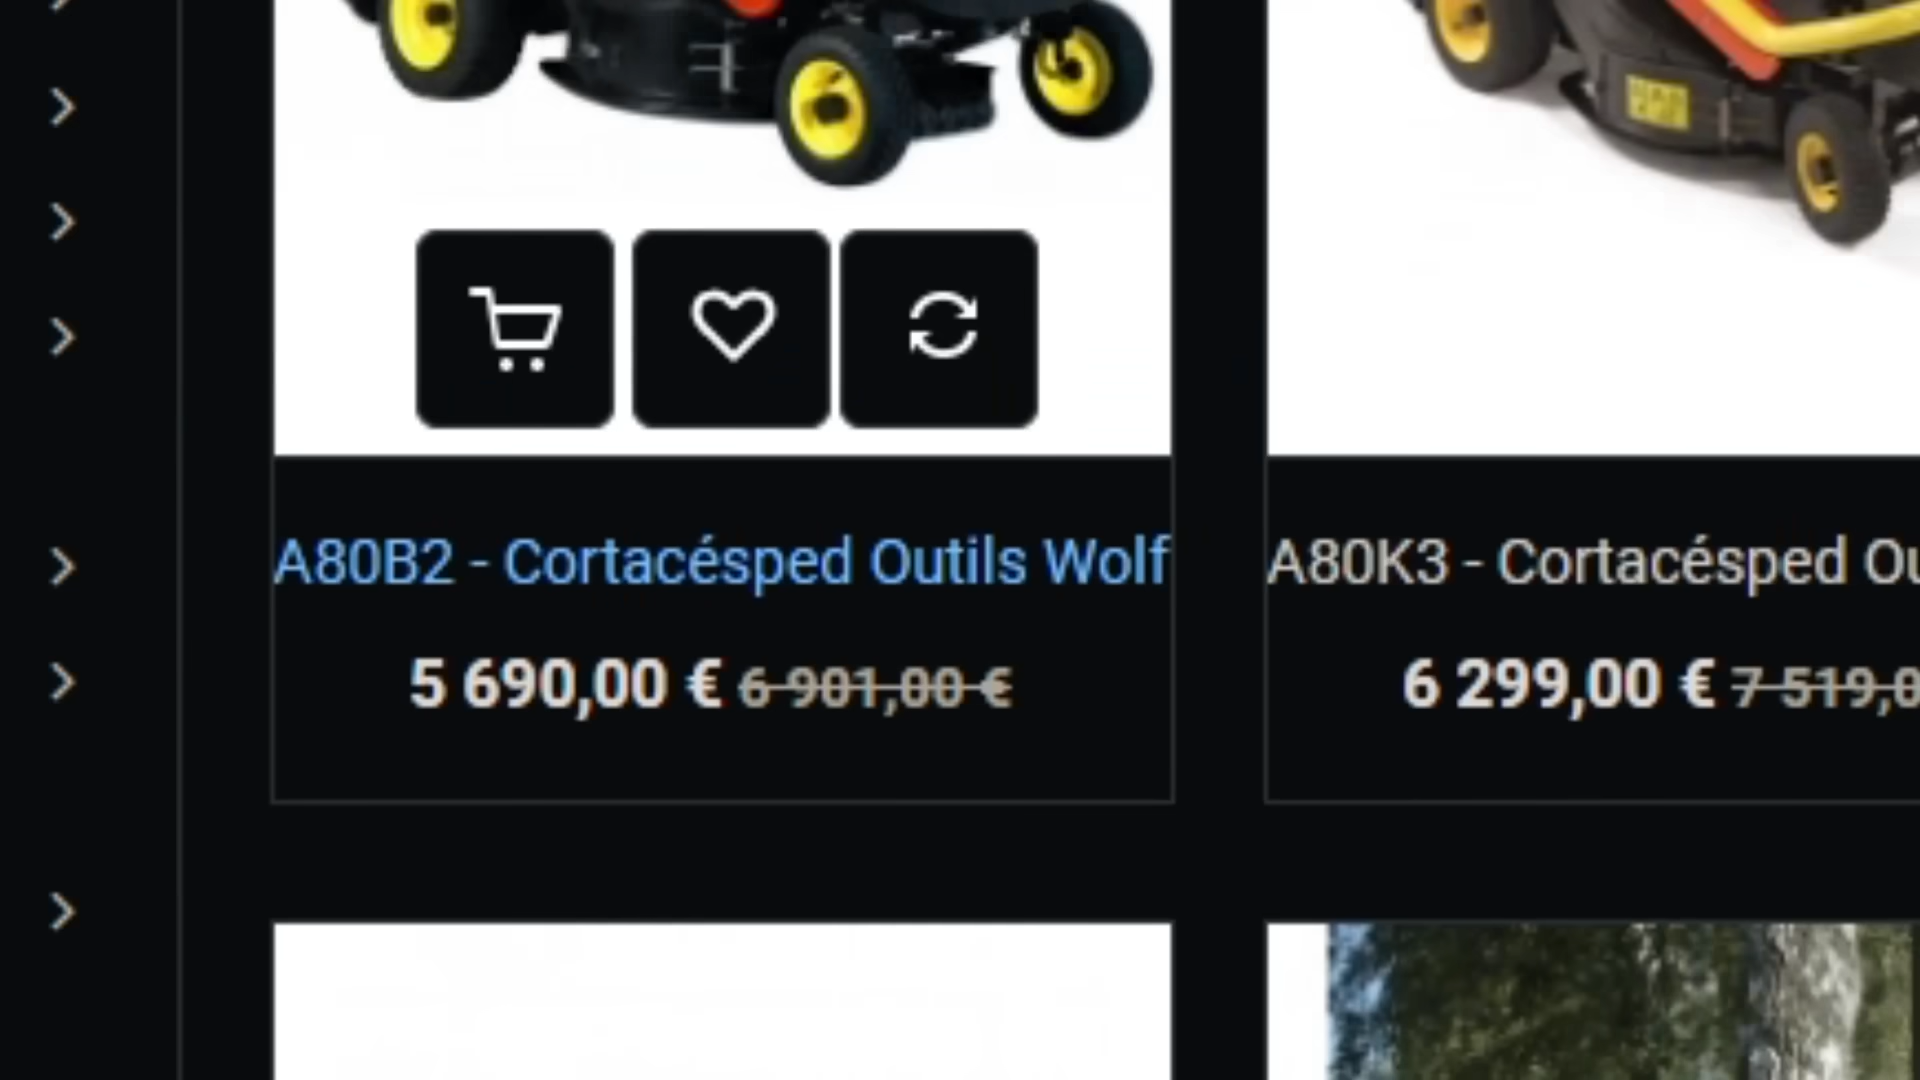 A80B2 - Cortacésped Outils Wolf
5 690,00 € 6 901,00 €
A80K3 - Cortacésped Ou
6 299,00 € 7 519,0